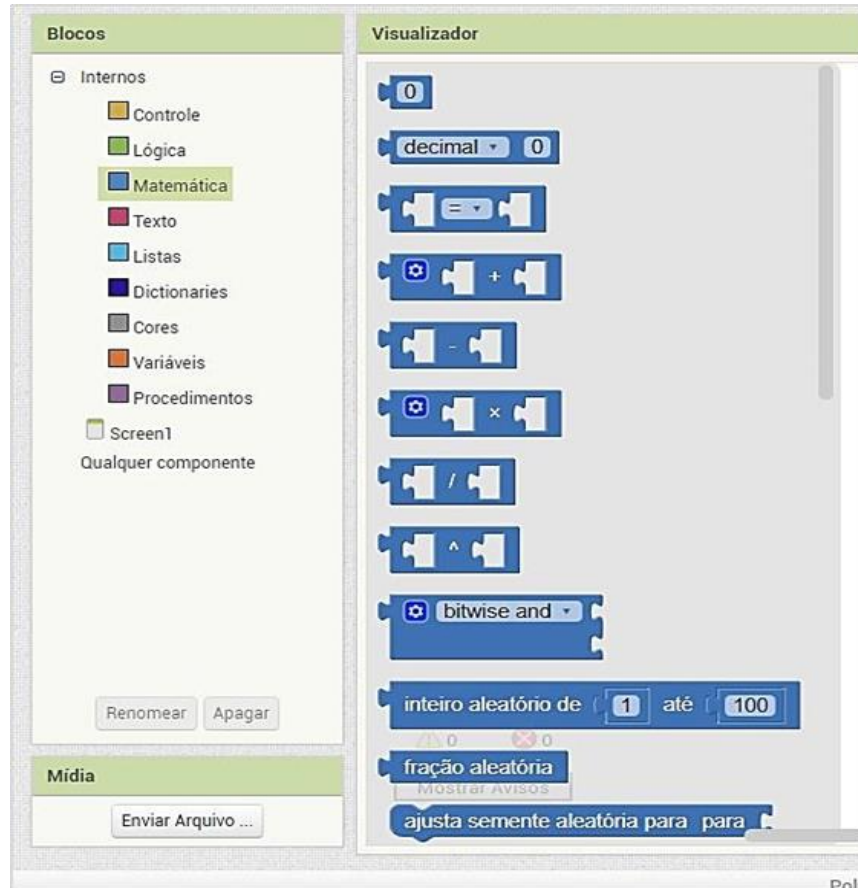 Blocos
Internos
Controle
Lógica
Matemática
Texto
Listas
Dictionaries
Cores
Variáveis
Procedimentos
Screen1
Qualquer componente
Renomear Apagar
Mídia
Enviar Arquivo ...
Visualizador
0
decimal 0
=
+
-
×
/
^
bitwise and
inteiro aleatório de 1 até 100
0 0
fração aleatória
Mostrar Avisos
ajusta semente aleatória para para
Pol